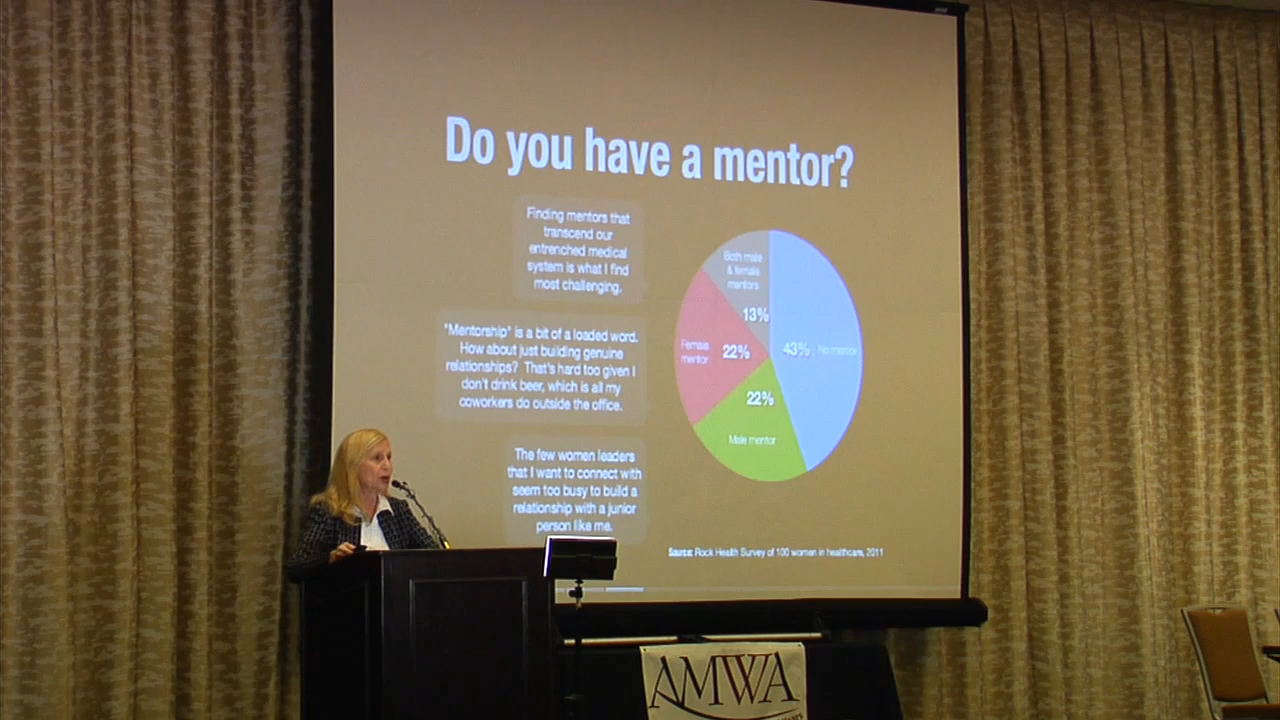 Do you have a mentor?
Finding mentors that
transcend our
entrenched medical
system is what I find
most challenging.
"Mentorship" is a bit of a loaded word.
How about just building genuine
relationships? That's hard too given I
don't drink beer, which is all my
coworkers do outside the office.
The few women leaders
that I want to connect with
seem too busy to build a
relationship with a junior
person like me.
Both male
& female
mentors
13%
Female
mentor
22%
43% No mentor
22%
Male mentor
Source: Rock Health Survey of 100 women in healthcare, 2011
AMWA